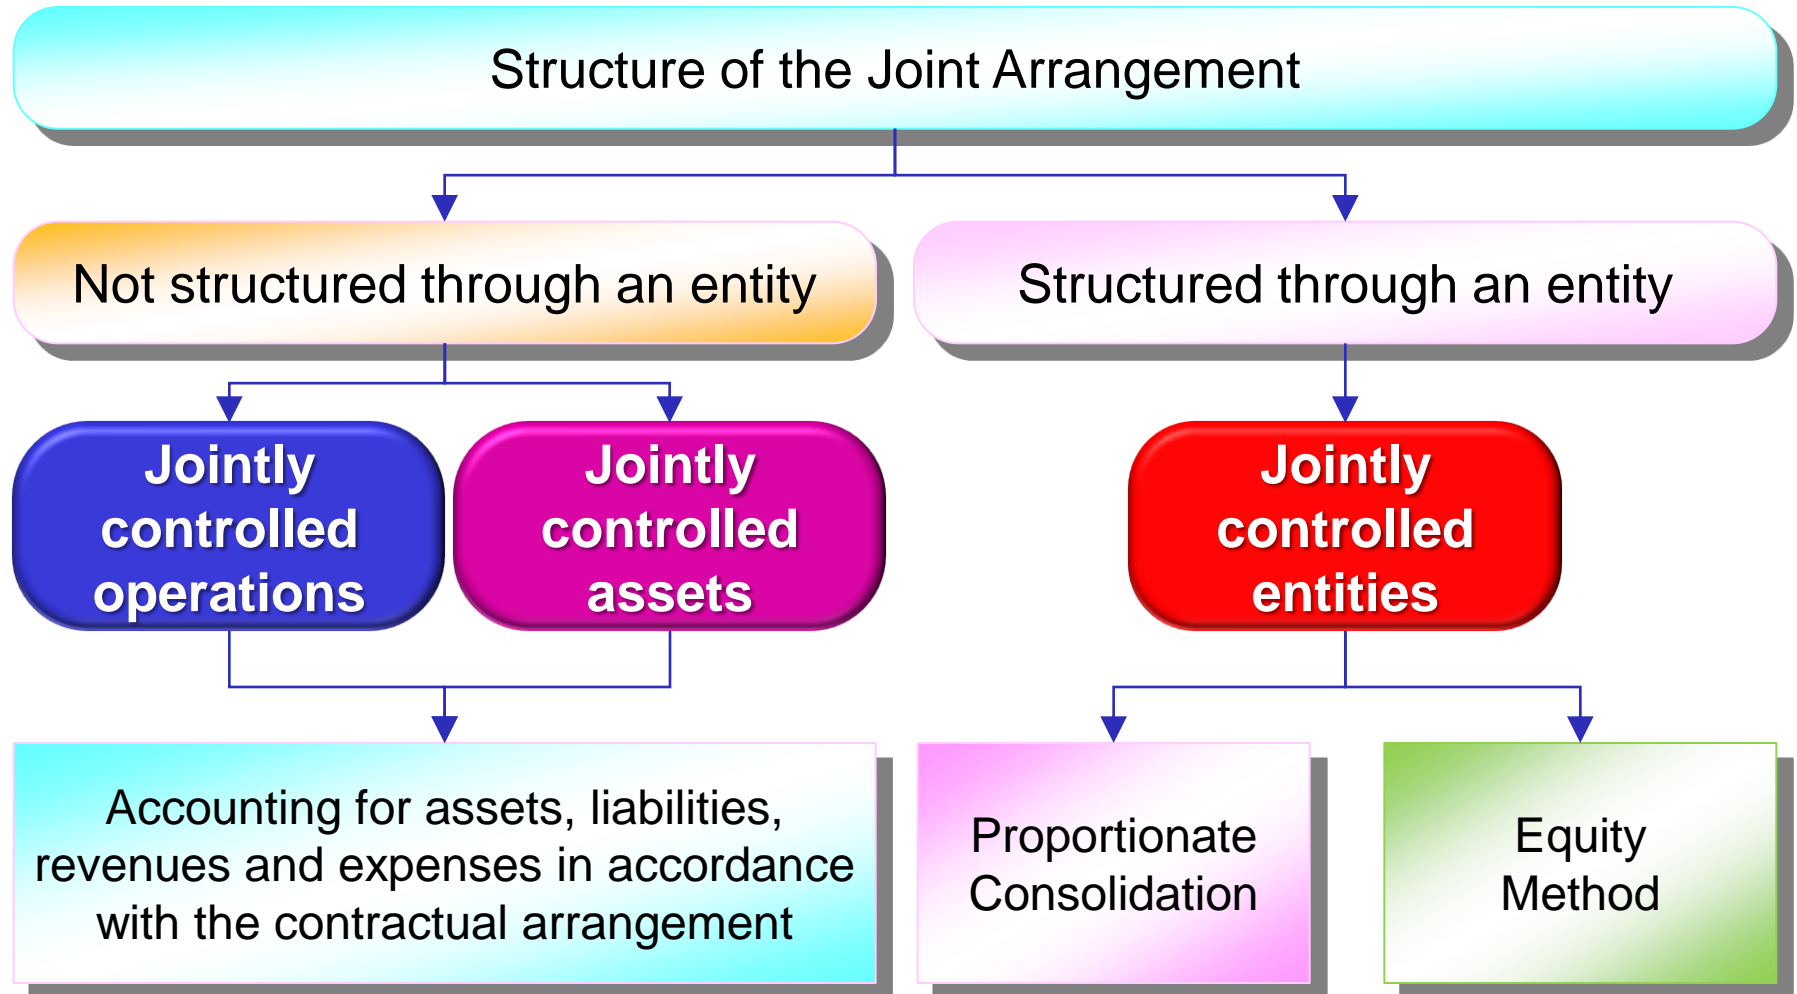 Structure of the Joint Arrangement
Not structured through an entity
Structured through an entity
Jointly
controlled
operations
Jointly
controlled
assets
Jointly
controlled
entities
Accounting for assets, liabilities,
revenues and expenses in accordance
with the contractual arrangement
Proportionate
Consolidation
Equity
Method